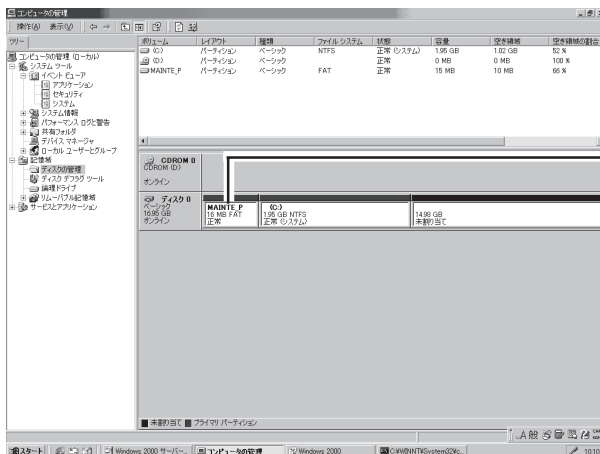 コンピュータの管理
操作(A) 表示(V)
ツリー
コンピュータの管理 (ローカル)
システム ツール
イベント ビューア
アプリケーション
セキュリティ
システム
システム情報
パフォーマンス ログと警告
共有フォルダ
デバイス マネージャ
ローカル ユーザーとグループ
記憶域
ディスクの管理
ディスク デフラグ ツール
論理ドライブ
リムーバブル記憶域
サービスとアプリケーション
ボリューム レイアウト 種類 ファイル システム 状態 容量 空き領域 空き領域の割合
(C:) パーティション ベーシック NTFS 正常 (システム) 1.95 GB 1.02 GB 52 %
(D:) パーティション ベーシック 正常 0 MB 0 MB 100 %
MAINTE_P パーティション ベーシック FAT 正常 15 MB 10 MB 66 %
CDROM 0
CDROM (D:)
オンライン
ディスク 0
ベーシック
16.95 GB
オンライン
MAINTE_P
16 MB FAT
正常
(C:)
1.95 GB NTFS
正常 (システム)
14.98 GB
未割り当て
未割り当て プライマリ パーティション
A 般
スタート Windows 2000 サーバー... コンピュータの管理 Windows 2000 C:¥WINNT¥System32¥c... 10:10